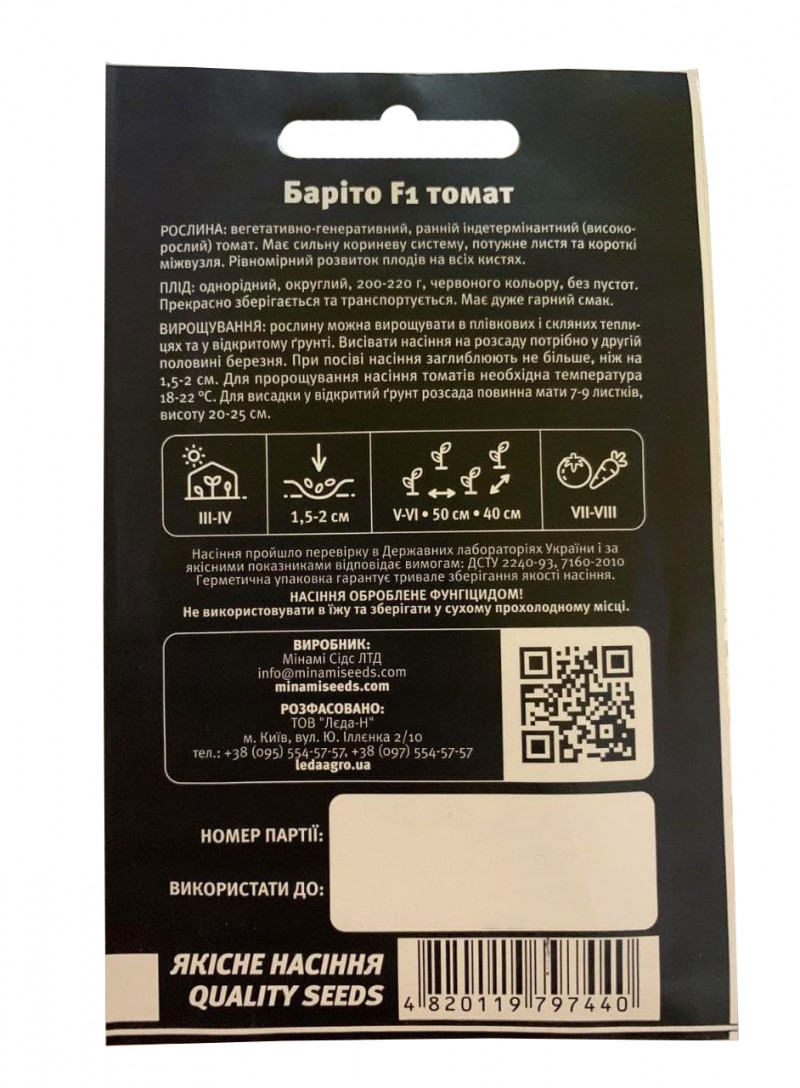 Баріто F1 томат
РОСЛИНА: вегетативно-генеративний, ранній індетермінантний (високо-
рослий) томат. Має сильну кореневу систему, потужне листя та короткі
міжвузля. Рівномірний розвиток плодів на всіх кистях.
ПЛІД: однорідний, округлий, 200-220 г, червоного кольору, без пустот.
Прекрасно зберігається та транспортується. Має дуже гарний смак.
ВИРОЩУВАННЯ: рослину можна вирощувати в плівкових і скляних тепли-
цях та у відкритому ґрунті. Висівати насіння на розсаду потрібно у другій
половині березня. При посіві насіння заглиблюють не більше, ніж на
1,5-2 см. Для пророщування насіння томатів необхідна температура
18-22 °С. Для висадки у відкритий ґрунт розсада повинна мати 7-9 листків,
висоту 20-25 см.
III-IV 1,5-2 см V-VI • 50 см • 40 см VII-VIII
Насіння пройшло перевірку в Державних лабораторіях України і за
якісними показниками відповідає вимогам: ДСТУ 2240-93, 7160-2010
Герметична упаковка гарантує тривале зберігання якості насіння.
НАСІННЯ ОБРОБЛЕНЕ ФУНГІЦИДОМ!
Не використовувати в їжу та зберігати у сухому прохолодному місці.
ВИРОБНИК:
Мінамі Сідс ЛТД
info@minamiseeds.com
minamiseeds.com
РОЗФАСОВАНО:
ТОВ "Лєда-Н"
м. Київ, вул. Ю. Іллєнка 2/10
тел.: +38 (095) 554-57-57, +38 (097) 554-57-57
ledaagro.ua
НОМЕР ПАРТІЇ:
ВИКОРИСТАТИ ДО:
ЯКІСНЕ НАСІННЯ
QUALITY SEEDS
4 820119 797440